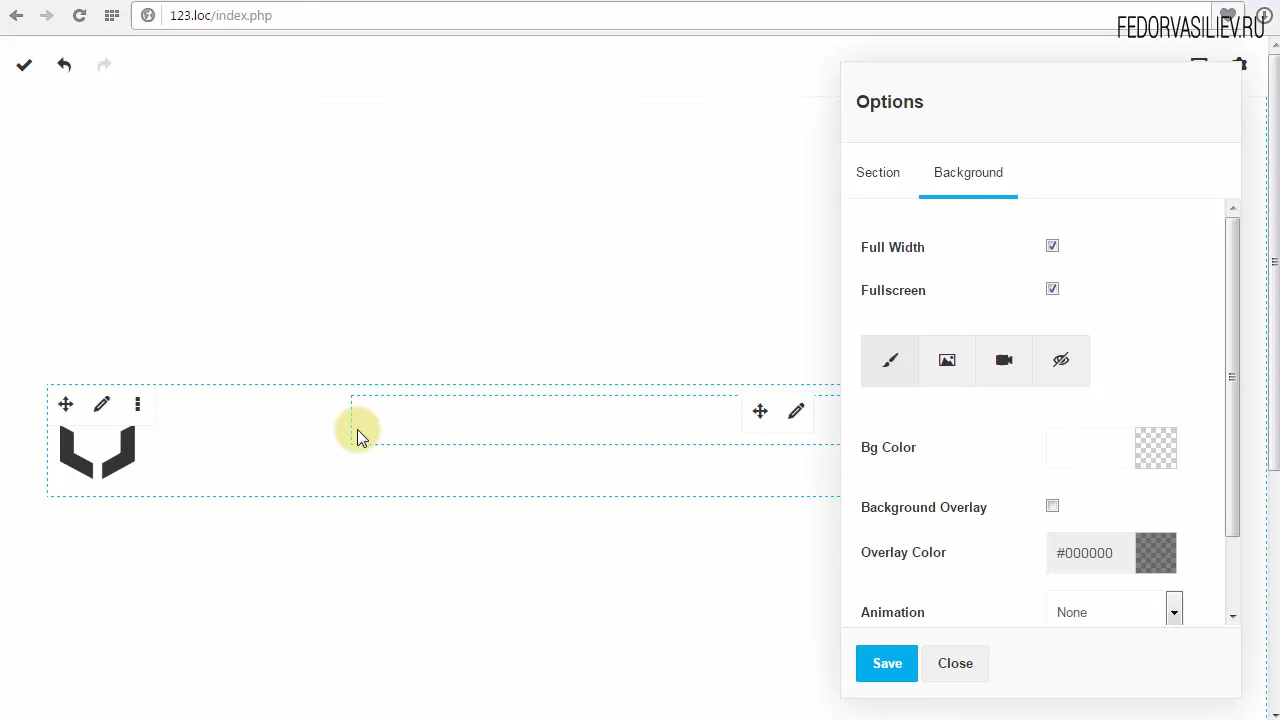 123.loc/index.php
FEDORVASILIEV.RU
Options
Section Background
Full Width
Fullscreen
Bg Color
Background Overlay
Overlay Color #000000
Animation None
Save Close